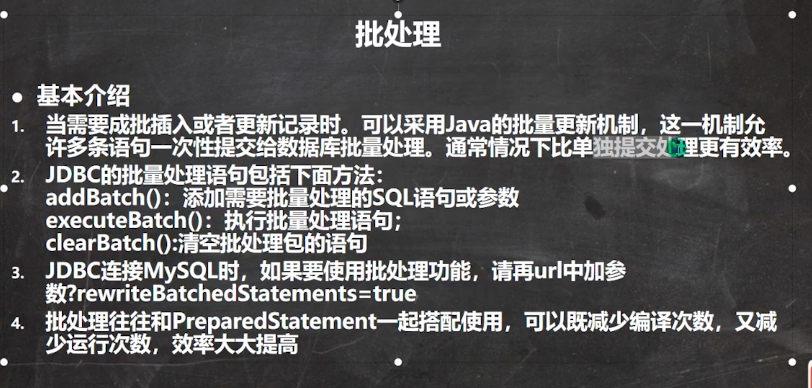 批处理
● 基本介绍
1. 当需要成批插入或者更新记录时。可以采用Java的批量更新机制，这一机制允
许多条语句一次性提交给数据库批量处理。通常情况下比单独提交处理更有效率。
2. JDBC的批量处理语句包括下面方法：
addBatch()：添加需要批量处理的SQL语句或参数
executeBatch()：执行批量处理语句；
clearBatch():清空批处理包的语句
3. JDBC连接MySQL时，如果要使用批处理功能，请再url中加参
数?rewriteBatchedStatements=true
4. 批处理往往和PreparedStatement一起搭配使用，可以既减少编译次数，又减
少运行次数，效率大大提高